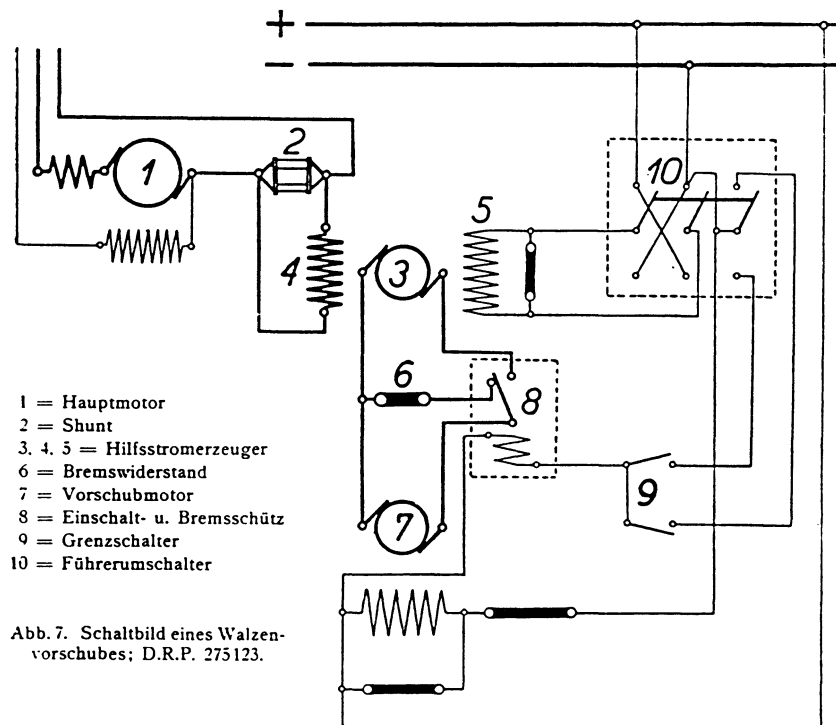 +
−
1
2
10
5
4
3
6
8
9
7
1 = Hauptmotor
2 = Shunt
3, 4, 5 = Hilfsstromerzeuger
6 = Bremswiderstand
7 = Vorschubmotor
8 = Einschalt- u. Bremsschütz
9 = Grenzschalter
10 = Führerumschalter
Abb. 7. Schaltbild eines Walzen-
vorschubes; D.R.P. 275123.